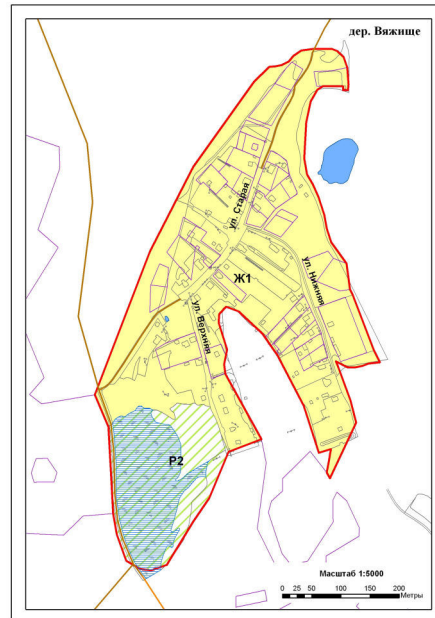 дер. Вяжище
ул. Старая
Ж1
ул. Нижняя
ул. Верхняя
Р2
Масштаб 1:5000
0 25 50 100 150 200
Метры